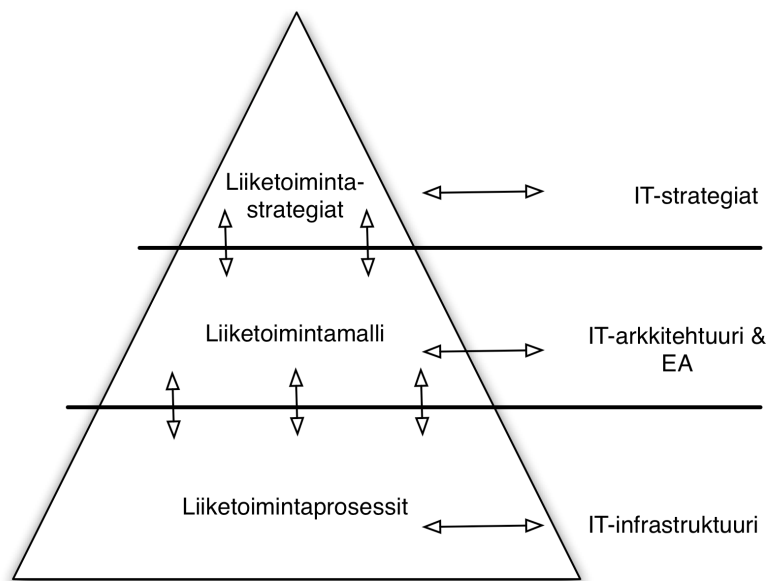 Liiketoiminta-
strategiat
IT-strategiat
Liiketoimintamalli
IT-arkkitehtuuri &
EA
Liiketoimintaprosessit
IT-infrastruktuuri